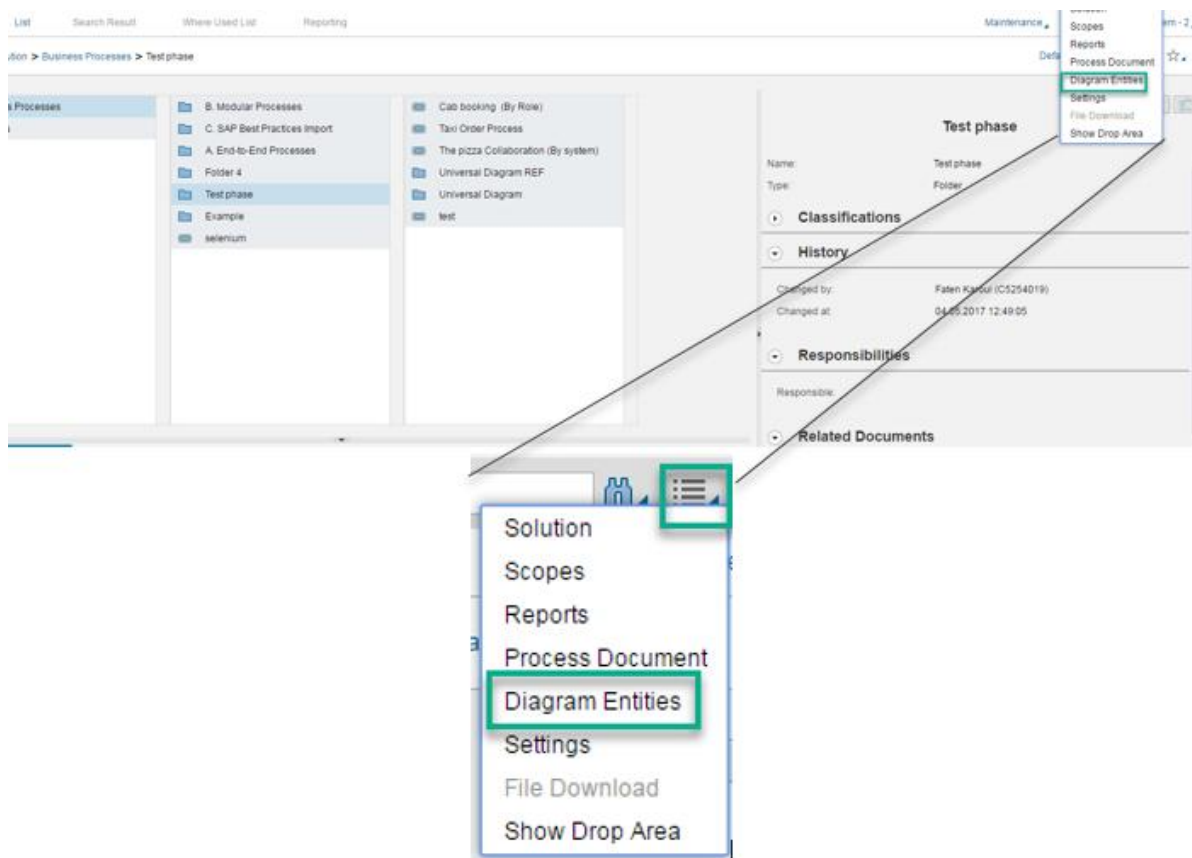 List Search Result Where Used List Reporting Maintenance
Scopes
Reports
> Business Processes > Test phase
Process Document
Diagram Entities
Settings
File Download
Show Drop Area
Processes
B. Modular Processes
C. SAP Best Practices Import
A. End-to-End Processes
Folder 4
Test phase
Example
selenium
Cab booking (By Role)
Taxi Order Process
The pizza Collaboration (By system)
Universal Diagram REF
Universal Diagram
test
Test phase
Name: Test phase
Type: Folder
Classifications
History
Changed by: Faten Karoui (C5254019)
Changed at: 04.05.2017 12:49:05
Responsibilities
Responsible:
Related Documents
Solution
Scopes
Reports
Process Document
Diagram Entities
Settings
File Download
Show Drop Area